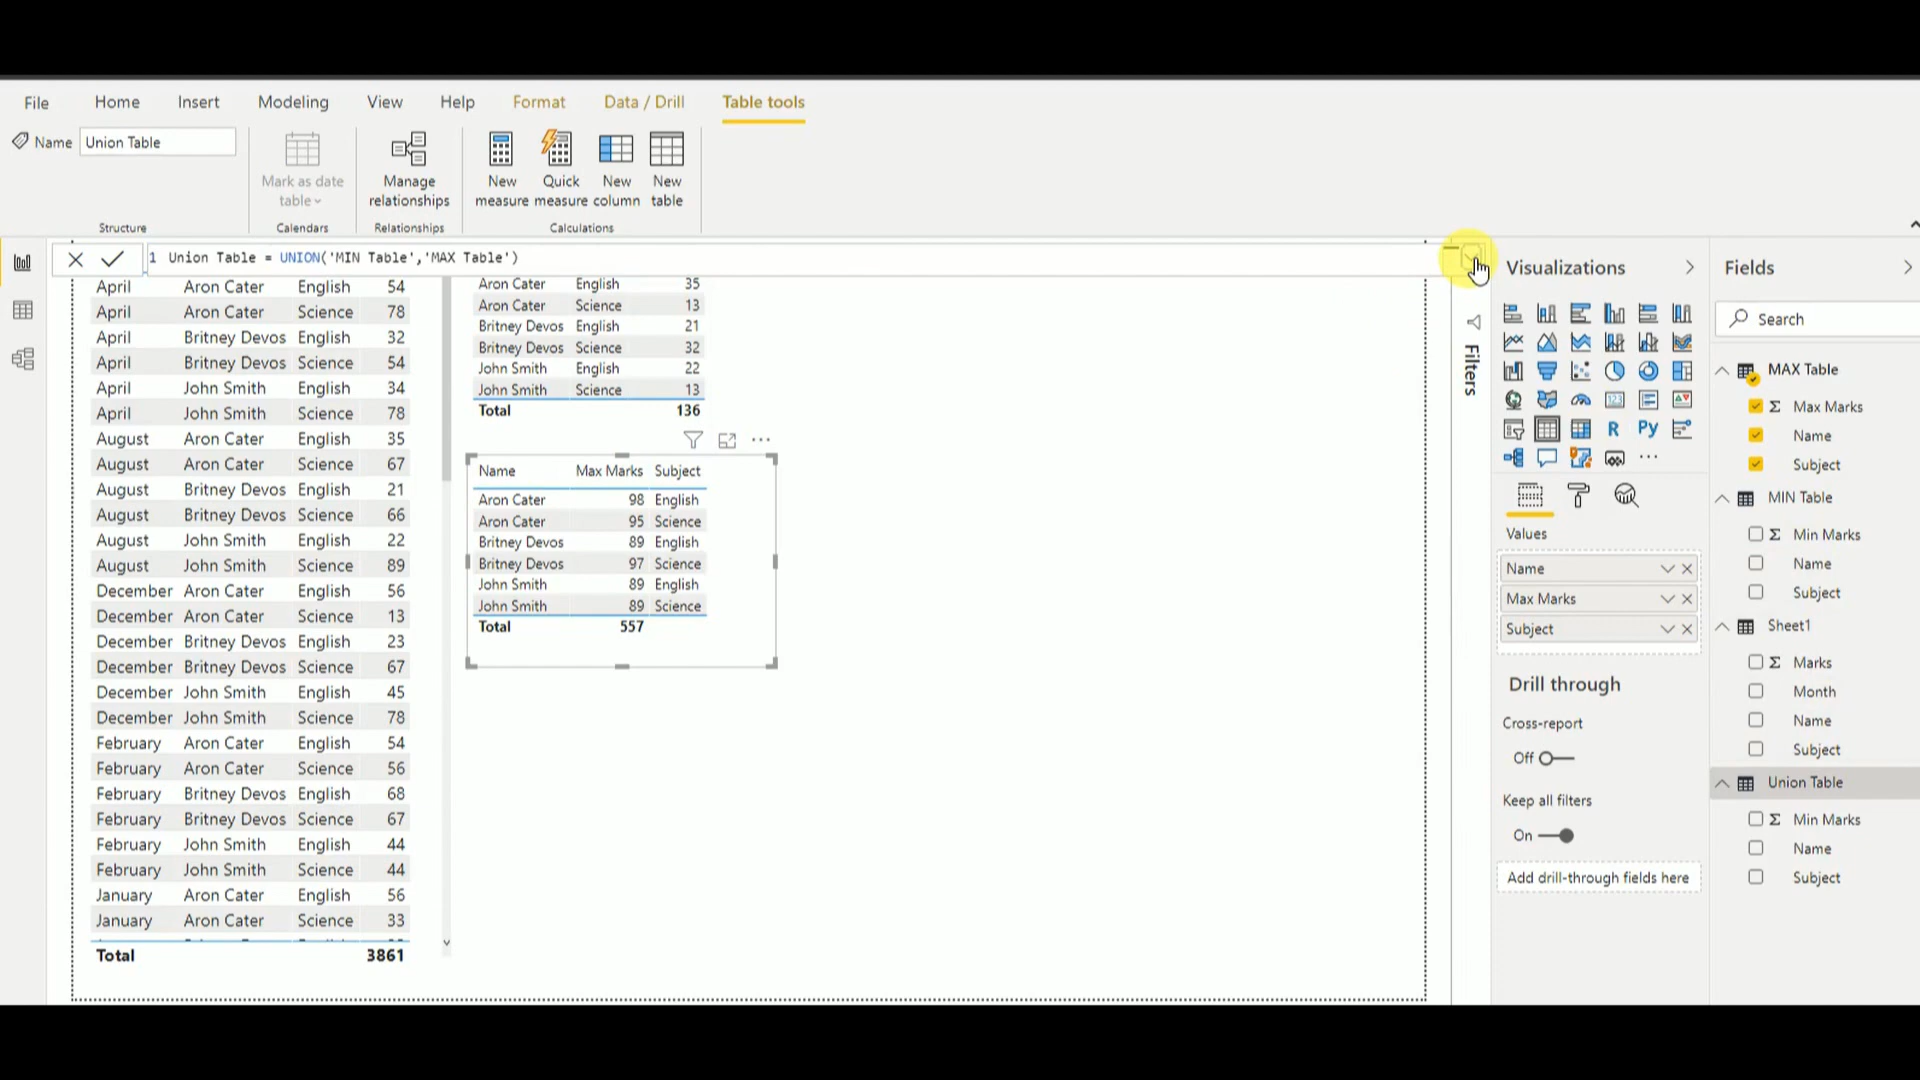 File Home Insert Modeling View Help Format Data / Drill Table tools
Name Union Table
Mark as date table
Manage relationships
New measure
Quick measure
New column
New table
Structure Calendars Relationships Calculations
1 Union Table = UNION('MIN Table','MAX Table')
April Aron Cater English 54
April Aron Cater Science 78
April Britney Devos English 32
April Britney Devos Science 54
April John Smith English 34
April John Smith Science 78
August Aron Cater English 35
August Aron Cater Science 67
August Britney Devos English 21
August Britney Devos Science 66
August John Smith English 22
August John Smith Science 89
December Aron Cater English 56
December Aron Cater Science 13
December Britney Devos English 23
December Britney Devos Science 67
December John Smith English 45
December John Smith Science 78
February Aron Cater English 54
February Aron Cater Science 56
February Britney Devos English 68
February Britney Devos Science 67
February John Smith English 44
February John Smith Science 44
January Aron Cater English 56
January Aron Cater Science 33
Total 3861
Aron Cater English 35
Aron Cater Science 13
Britney Devos English 21
Britney Devos Science 32
John Smith English 22
John Smith Science 13
Total 136
Name Max Marks Subject
Aron Cater 98 English
Aron Cater 95 Science
Britney Devos 89 English
Britney Devos 97 Science
John Smith 89 English
John Smith 89 Science
Total 557
Filters
Visualizations
R Py
123
Values
Name
Max Marks
Subject
Drill through
Cross-report
Off
Keep all filters
On
Add drill-through fields here
Fields
Search
MAX Table
Σ Max Marks
Name
Subject
MIN Table
Σ Min Marks
Name
Subject
Sheet1
Σ Marks
Month
Name
Subject
Union Table
Σ Min Marks
Name
Subject